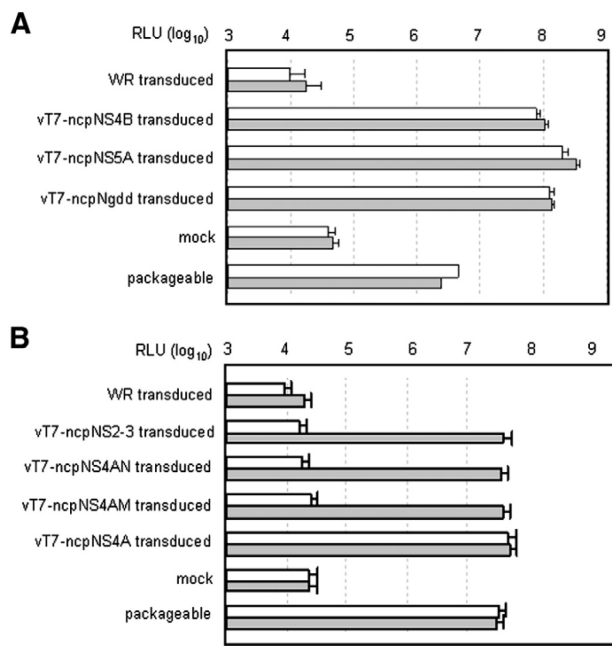 A
RLU (log10)
3 4 5 6 7 8 9
WR transduced
vT7-ncpNS4B transduced
vT7-ncpNS5A transduced
vT7-ncpNgdd transduced
mock
packageable
B
RLU (log10)
3 4 5 6 7 8 9
WR transduced
vT7-ncpNS2-3 transduced
vT7-ncpNS4AN transduced
vT7-ncpNS4AM transduced
vT7-ncpNS4A transduced
mock
packageable